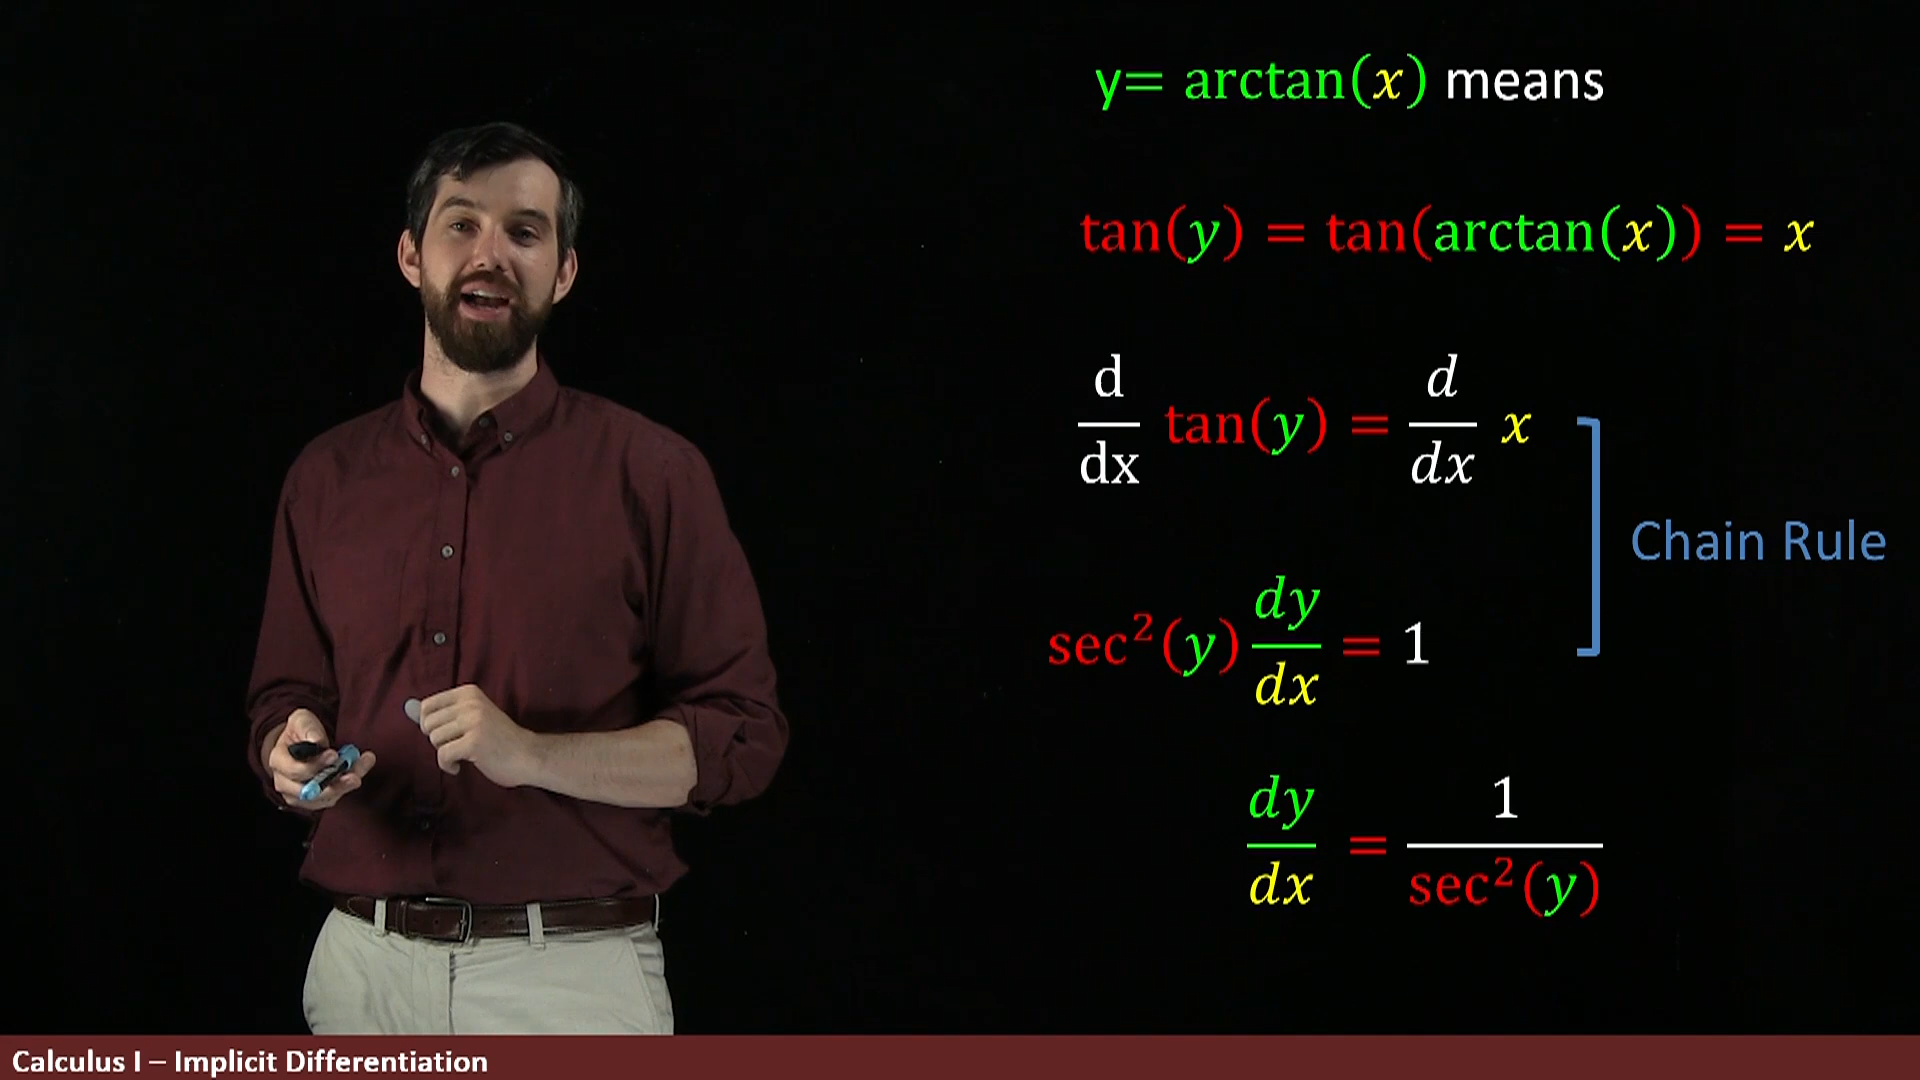 y= arctan(x) means
tan(y) = tan(arctan(x)) = x
d/dx tan(y) = d/dx x
Chain Rule
sec²(y) dy/dx = 1
dy/dx = 1/sec²(y)
Calculus I – Implicit Differentiation